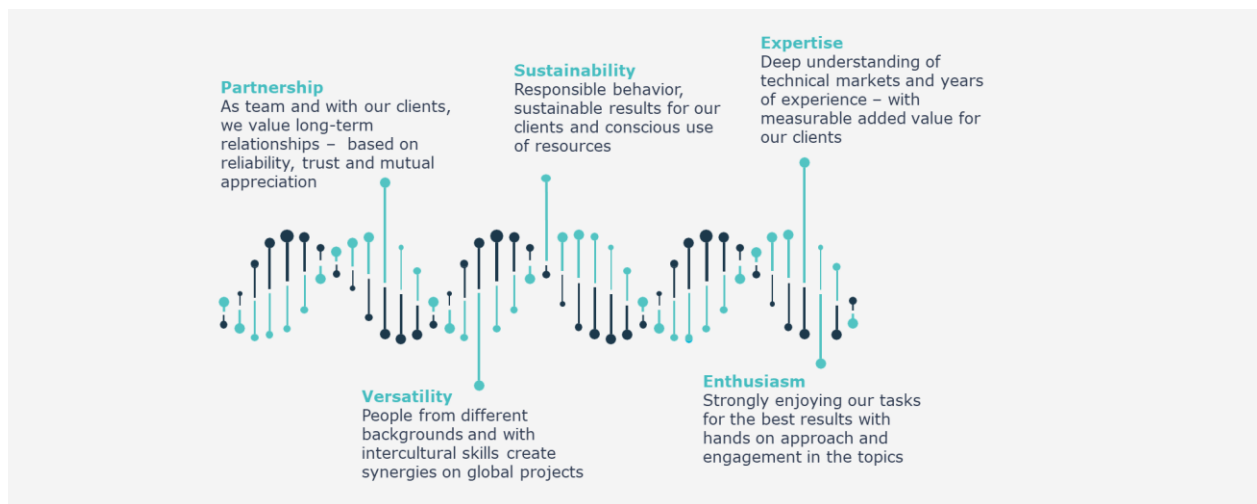 Partnership
As team and with our clients,
we value long-term
relationships –  based on
reliability, trust and mutual
appreciation
Versatility
People from different
backgrounds and with
intercultural skills create
synergies on global projects
Sustainability
Responsible behavior,
sustainable results for our
clients and conscious use
of resources
Enthusiasm
Strongly enjoying our tasks
for the best results with
hands on approach and
engagement in the topics
Expertise
Deep understanding of
technical markets and years
of experience – with
measurable added value for
our clients